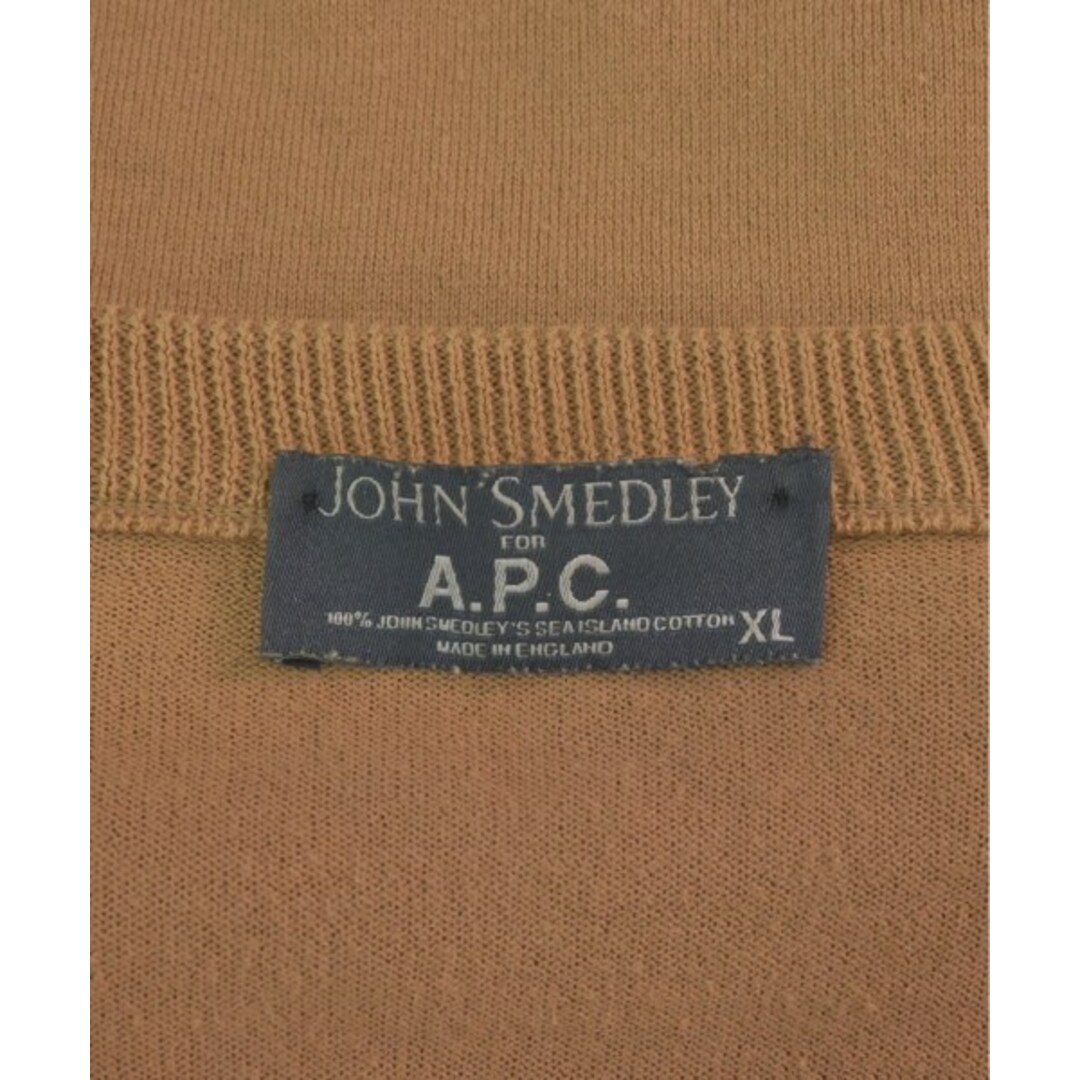 JOHN SMEDLEY
FOR
A.P.C.
100% JOHN SMEDLEY'S SEA ISLAND COTTON XL
MADE IN ENGLAND